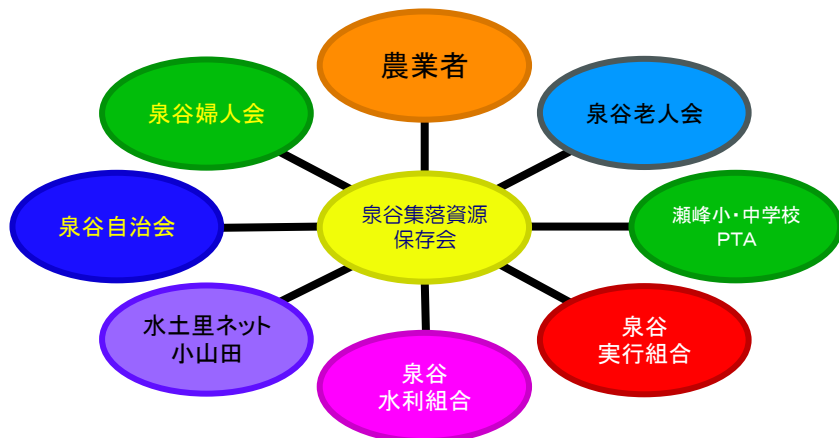 農業者
泉谷婦人会
泉谷老人会
泉谷自治会
泉谷集落資源
保存会
瀬峰小・中学校
PTA
水土里ネット
小山田
泉谷
実行組合
泉谷
水利組合